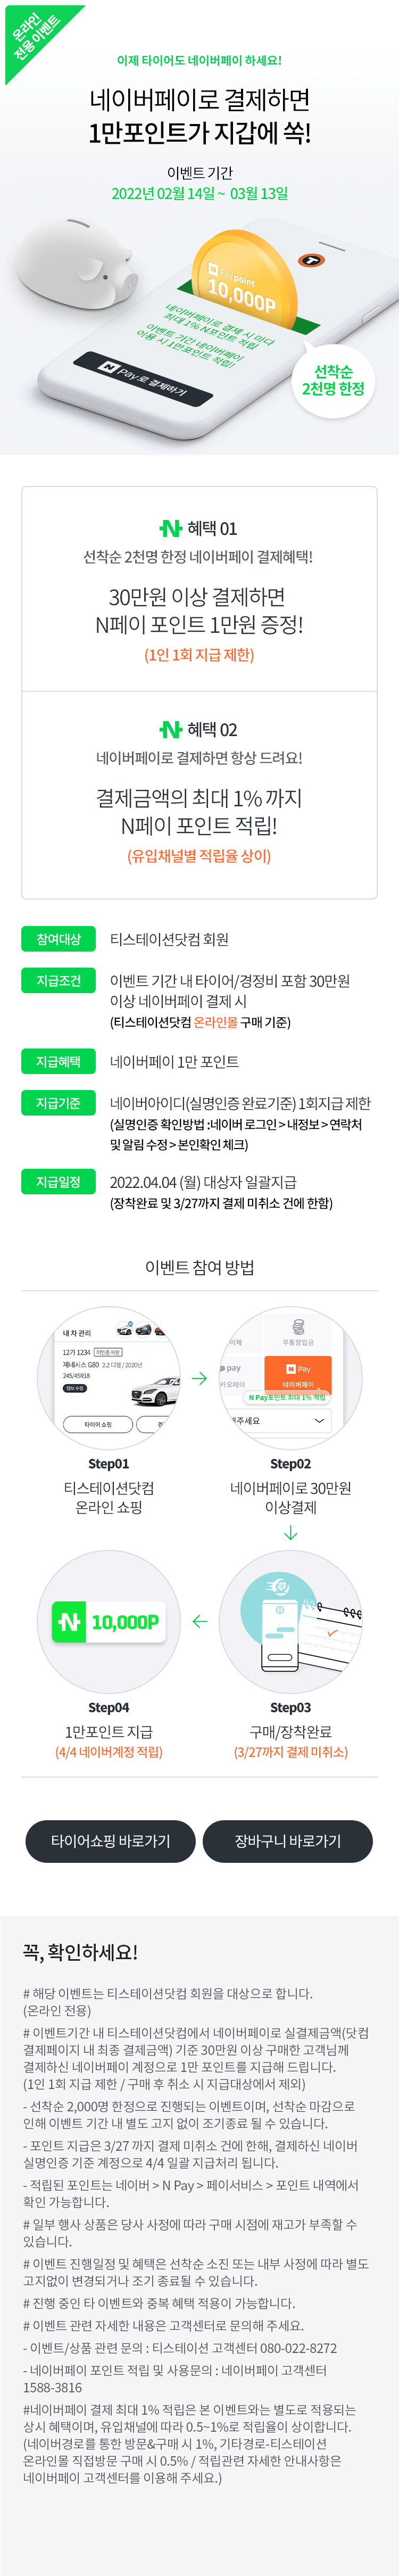 온라인
전용 이벤트
이제 타이어도 네이버페이 하세요!
네이버페이로 결제하면
1만포인트가 지갑에 쏙!
이벤트 기간
2022년 02월 14일 ~ 03월 13일
N Pay point
10,000P
네이버페이로 결제 시 마다
최대 1% N포인트 적립
이벤트 기간 네이버페이
이용 시 1만포인트 적립!
N Pay로 결제하기
선착순
2천명 한정
N 혜택 01
선착순 2천명 한정 네이버페이 결제혜택!
30만원 이상 결제하면
N페이 포인트 1만원 증정!
(1인 1회 지급 제한)
N 혜택 02
네이버페이로 결제하면 항상 드려요!
결제금액의 최대 1% 까지
N페이 포인트 적립!
(유입채널별 적립율 상이)
참여대상 티스테이션닷컴 회원
지급조건 이벤트 기간 내 타이어/경정비 포함 30만원
이상 네이버페이 결제 시
(티스테이션닷컴 온라인몰 구매 기준)
지급혜택 네이버페이 1만 포인트
지급기준 네이버아이디(실명인증 완료기준) 1회지급 제한
(실명인증 확인방법 :네이버 로그인 > 내정보 > 연락처
및 알림 수정 > 본인확인 체크)
지급일정 2022.04.04 (월) 대상자 일괄지급
(장착완료 및 3/27까지 결제 미취소 건에 한함)
이벤트 참여 방법
내 차 관리
12가 1234
제네시스 G80 2.2 디젤 / 2020년
245/45R18
정보 수정
타이어 쇼핑
이체
무통장입금
pay
카오페이
N Pay
네이버페이
N Pay포인트 최대 1% 적립
주세요
Step01
티스테이션닷컴
온라인 쇼핑
Step02
네이버페이로 30만원
이상결제
N 10,000P
Step04
1만포인트 지급
(4/4 네이버계정 적립)
Step03
구매/장착완료
(3/27까지 결제 미취소)
타이어쇼핑 바로가기
장바구니 바로가기
꼭, 확인하세요!
# 해당 이벤트는 티스테이션닷컴 회원을 대상으로 합니다.
(온라인 전용)
# 이벤트기간 내 티스테이션닷컴에서 네이버페이로 실결제금액(닷컴
결제페이지 내 최종 결제금액) 기준 30만원 이상 구매한 고객님께
결제하신 네이버페이 계정으로 1만 포인트를 지급해 드립니다.
(1인 1회 지급 제한 / 구매 후 취소 시 지급대상에서 제외)
- 선착순 2,000명 한정으로 진행되는 이벤트이며, 선착순 마감으로
인해 이벤트 기간 내 별도 고지 없이 조기종료 될 수 있습니다.
- 포인트 지급은 3/27 까지 결제 미취소 건에 한해, 결제하신 네이버
실명인증 기준 계정으로 4/4 일괄 지급처리 됩니다.
- 적립된 포인트는 네이버 > N Pay > 페이서비스 > 포인트 내역에서
확인 가능합니다.
# 일부 행사 상품은 당사 사정에 따라 구매 시점에 재고가 부족할 수
있습니다.
# 이벤트 진행일정 및 혜택은 선착순 소진 또는 내부 사정에 따라 별도
고지없이 변경되거나 조기 종료될 수 있습니다.
# 진행 중인 타 이벤트와 중복 혜택 적용이 가능합니다.
# 이벤트 관련 자세한 내용은 고객센터로 문의해 주세요.
- 이벤트/상품 관련 문의 : 티스테이션 고객센터 080-022-8272
- 네이버페이 포인트 적립 및 사용문의 : 네이버페이 고객센터
1588-3816
#네이버페이 결제 최대 1% 적립은 본 이벤트와는 별도로 적용되는
상시 혜택이며, 유입채널에 따라 0.5~1%로 적립율이 상이합니다.
(네이버경로를 통한 방문&구매 시 1%, 기타경로-티스테이션
온라인몰 직접방문 구매 시 0.5% / 적립관련 자세한 안내사항은
네이버페이 고객센터를 이용해 주세요.)